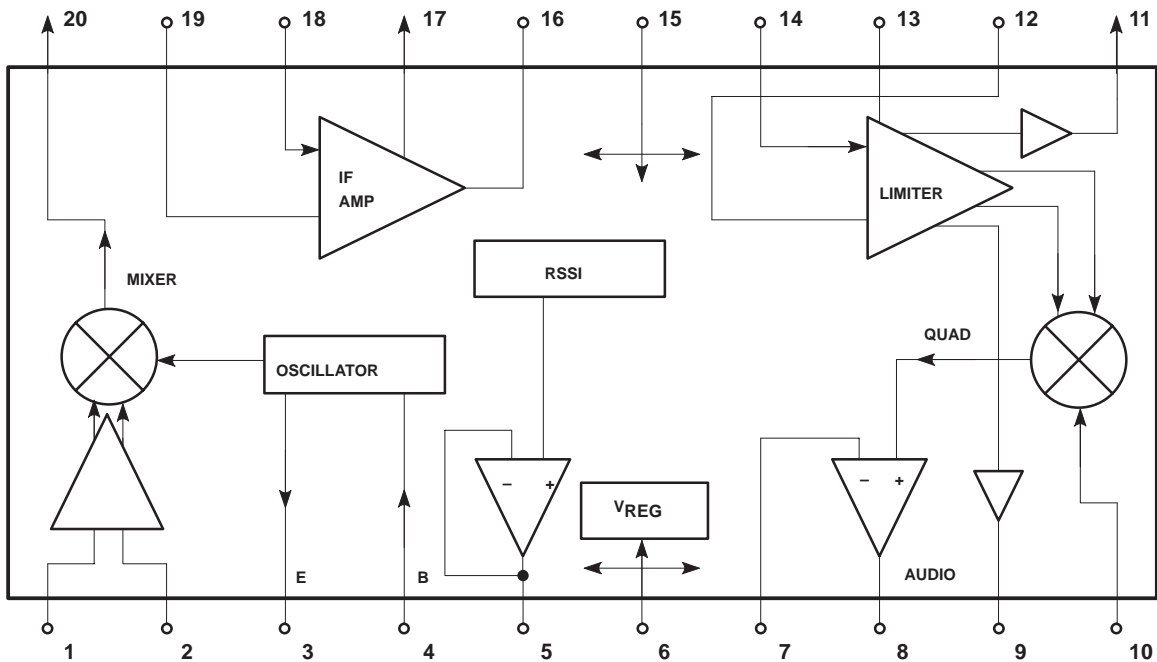 20 19 18 17 16 15 14 13 12 11
IF
AMP
LIMITER
RSSI
MIXER
QUAD
OSCILLATOR
– +
– +
VREG
E B AUDIO
1 2 3 4 5 6 7 8 9 10